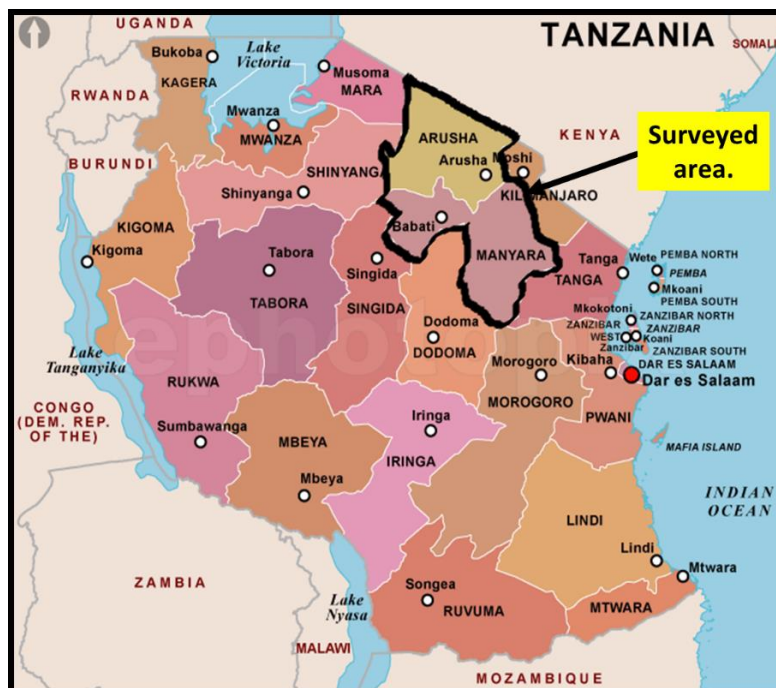 UGANDA
TANZANIA
SOMALI
Bukoba
Lake
Victoria
KAGERA
Musoma
MARA
RWANDA
Mwanza
MWANZA
ARUSHA
KENYA
Surveyed
area.
BURUNDI
SHINYANGA
Arusha
Moshi
Shinyanga
KILIMANJARO
KIGOMA
Babati
Kigoma
Tabora
Singida
MANYARA
Tanga
Wete
PEMBA NORTH
PEMBA
TANGA
Mkoani
PEMBA SOUTH
TABORA
SINGIDA
Mkokotoni
ZANZIBAR NORTH
Dodoma
ZANZIBAR
WEST
ZANZIBAR
Koani
Zanzibar
ZANZIBAR SOUTH
DODOMA
Lake
Tanganyika
Morogoro
Kibaha
DAR ES SALAAM
Dar es Salaam
RUKWA
MOROGORO
CONGO
(DEM. REP.
OF THE)
Iringa
PWANI
Sumbawanga
MBEYA
IRINGA
MAFIA ISLAND
Mbeya
INDIAN
OCEAN
LINDI
Lindi
Mtwara
ZAMBIA
Songea
Lake
Nyasa
RUVUMA
MTWARA
MALAWI
MOZAMBIQUE